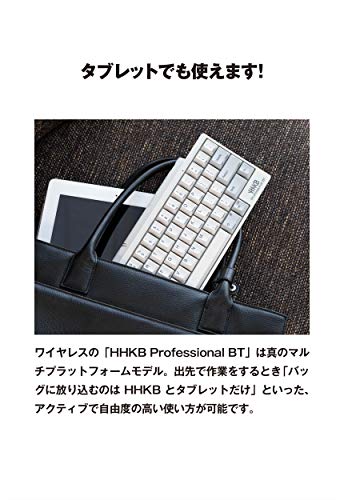 タブレットでも使えます!
HHKB
ワイヤレスの「HHKB Professional BT」は真のマル
チプラットフォームモデル。出先で作業をするとき「バッ
グに放り込むのは HHKB とタブレットだけ」といった、
アクティブで自由度の高い使い方が可能です。